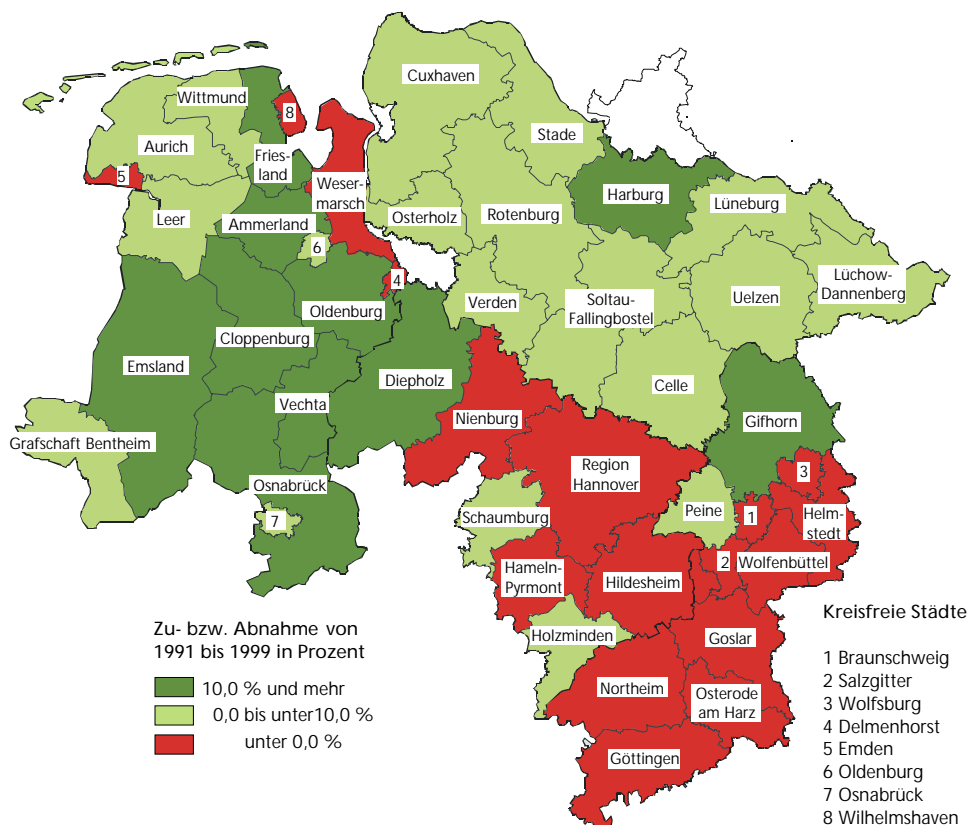 Cuxhaven
Wittmund
8
Stade
Aurich
Fries-
land
5
Weser-
marsch
Harburg
Leer
Lüneburg
Osterholz
Rotenburg
Ammerland
6
4
Lüchow-
Dannenberg
Uelzen
Verden
Soltau-
Fallingbostel
Oldenburg
Cloppenburg
Emsland
Diepholz
Celle
Vechta
Nienburg
Gifhorn
Grafschaft Bentheim
Region
Hannover
3
Osnabrück
Peine
1
Helm-
stedt
7
Schaumburg
2
Wolfenbüttel
Hameln-
Pyrmont
Hildesheim
Holzminden
Goslar
Northeim
Osterode
am Harz
Göttingen
Zu- bzw. Abnahme von
1991 bis 1999 in Prozent
10,0 % und mehr
0,0 bis unter10,0 %
unter 0,0 %
Kreisfreie Städte
1 Braunschweig
2 Salzgitter
3 Wolfsburg
4 Delmenhorst
5 Emden
6 Oldenburg
7 Osnabrück
8 Wilhelmshaven